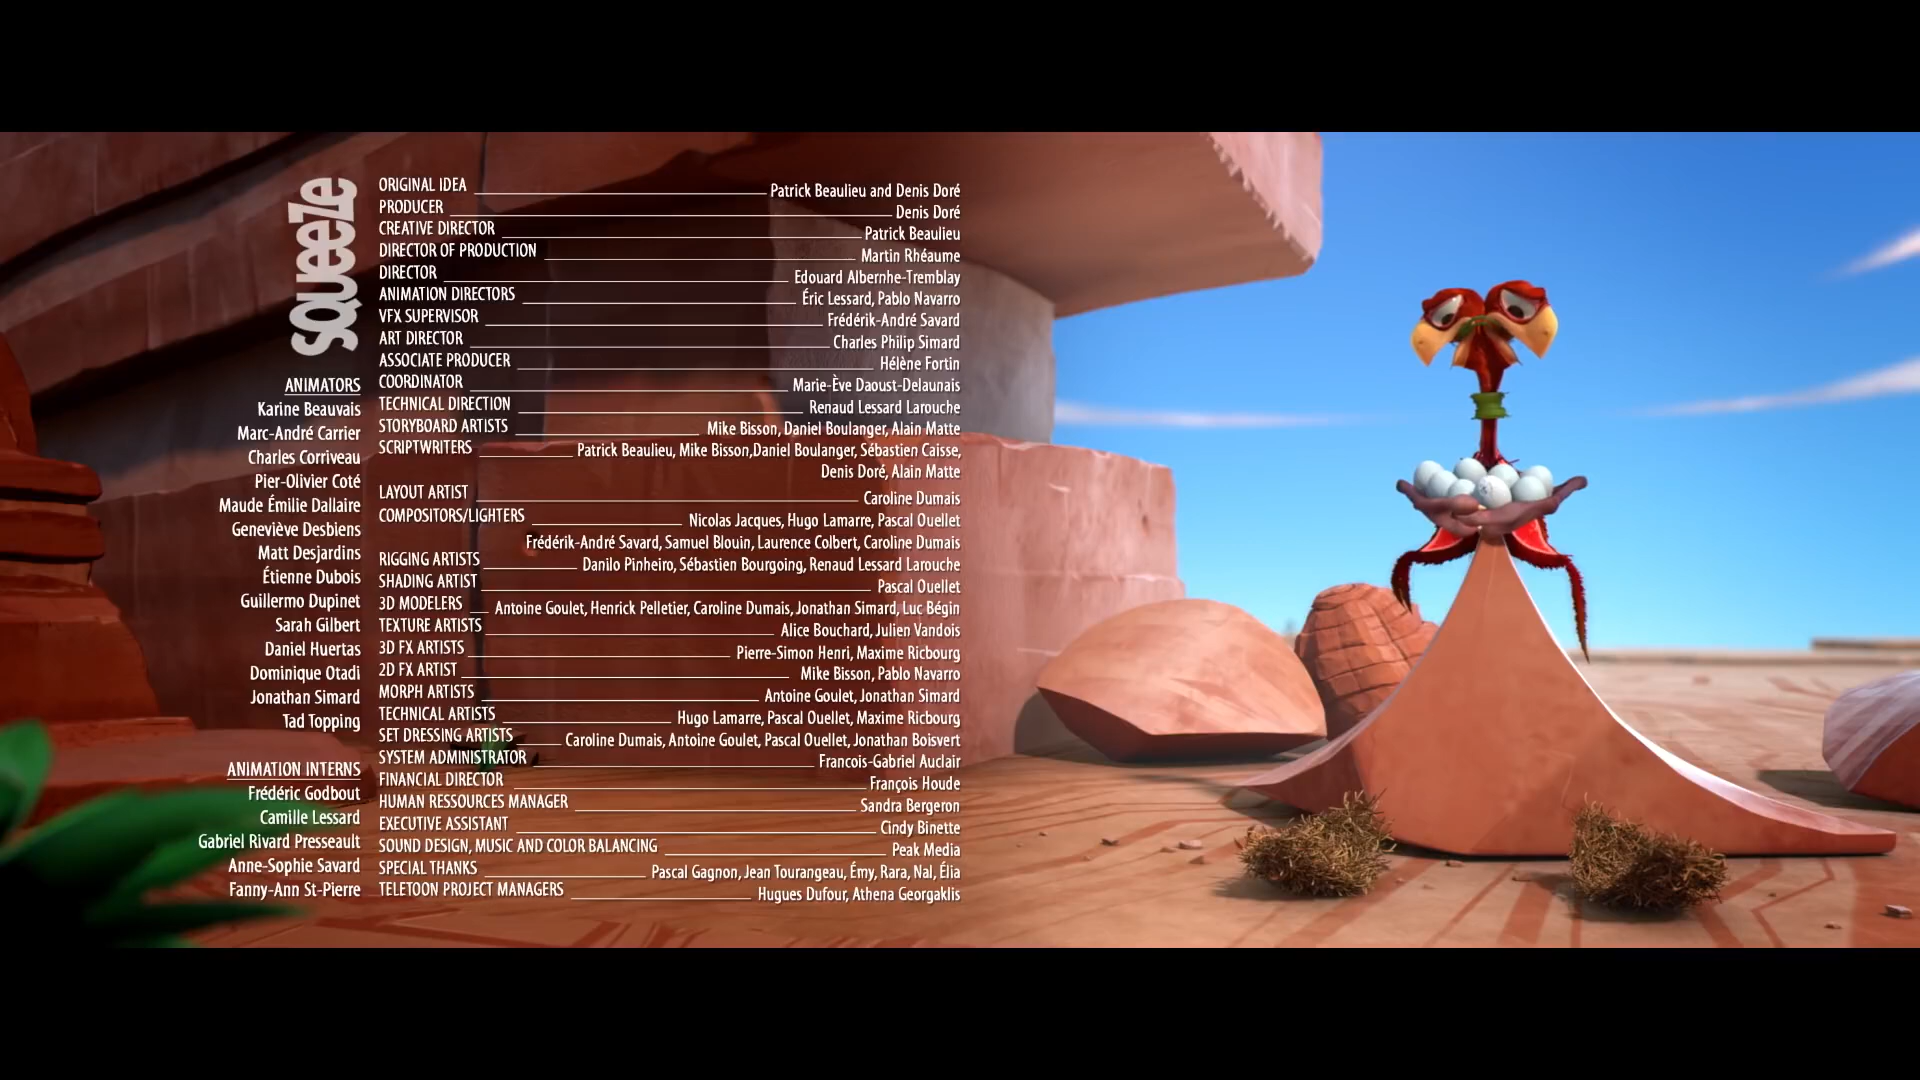 squeeze
ANIMATORS
Karine Beauvais
Marc-André Carrier
Charles Corriveau
Pier-Olivier Coté
Maude Émilie Dallaire
Geneviève Desbiens
Matt Desjardins
Étienne Dubois
Guillermo Dupinet
Sarah Gilbert
Daniel Huertas
Dominique Otadi
Jonathan Simard
Tad Topping
ANIMATION INTERNS
Frédéric Godbout
Camille Lessard
Gabriel Rivard Presseault
Anne-Sophie Savard
Fanny-Ann St-Pierre
ORIGINAL IDEA Patrick Beaulieu and Denis Doré
PRODUCER Denis Doré
CREATIVE DIRECTOR Patrick Beaulieu
DIRECTOR OF PRODUCTION Martin Rhéaume
DIRECTOR Edouard Albernhe-Tremblay
ANIMATION DIRECTORS Éric Lessard, Pablo Navarro
VFX SUPERVISOR Frédérik-André Savard
ART DIRECTOR Charles Philip Simard
ASSOCIATE PRODUCER Hélène Fortin
COORDINATOR Marie-Ève Daoust-Delaunais
TECHNICAL DIRECTION Renaud Lessard Larouche
STORYBOARD ARTISTS Mike Bisson, Daniel Boulanger, Alain Matte
SCRIPTWRITERS Patrick Beaulieu, Mike Bisson,Daniel Boulanger, Sébastien Caisse,
Denis Doré, Alain Matte
LAYOUT ARTIST Caroline Dumais
COMPOSITORS/LIGHTERS Nicolas Jacques, Hugo Lamarre, Pascal Ouellet
Frédérik-André Savard, Samuel Blouin, Laurence Colbert, Caroline Dumais
RIGGING ARTISTS Danilo Pinheiro, Sébastien Bourgoing, Renaud Lessard Larouche
SHADING ARTIST Pascal Ouellet
3D MODELERS Antoine Goulet, Henrick Pelletier, Caroline Dumais, Jonathan Simard, Luc Bégin
TEXTURE ARTISTS Alice Bouchard, Julien Vandois
3D FX ARTISTS Pierre-Simon Henri, Maxime Ricbourg
2D FX ARTIST Mike Bisson, Pablo Navarro
MORPH ARTISTS Antoine Goulet, Jonathan Simard
TECHNICAL ARTISTS Hugo Lamarre, Pascal Ouellet, Maxime Ricbourg
SET DRESSING ARTISTS Caroline Dumais, Antoine Goulet, Pascal Ouellet, Jonathan Boisvert
SYSTEM ADMINISTRATOR Francois-Gabriel Auclair
FINANCIAL DIRECTOR François Houde
HUMAN RESSOURCES MANAGER Sandra Bergeron
EXECUTIVE ASSISTANT Cindy Binette
SOUND DESIGN, MUSIC AND COLOR BALANCING Peak Media
SPECIAL THANKS Pascal Gagnon, Jean Tourangeau, Émy, Rara, Nal, Élia
TELETOON PROJECT MANAGERS Hugues Dufour, Athena Georgaklis